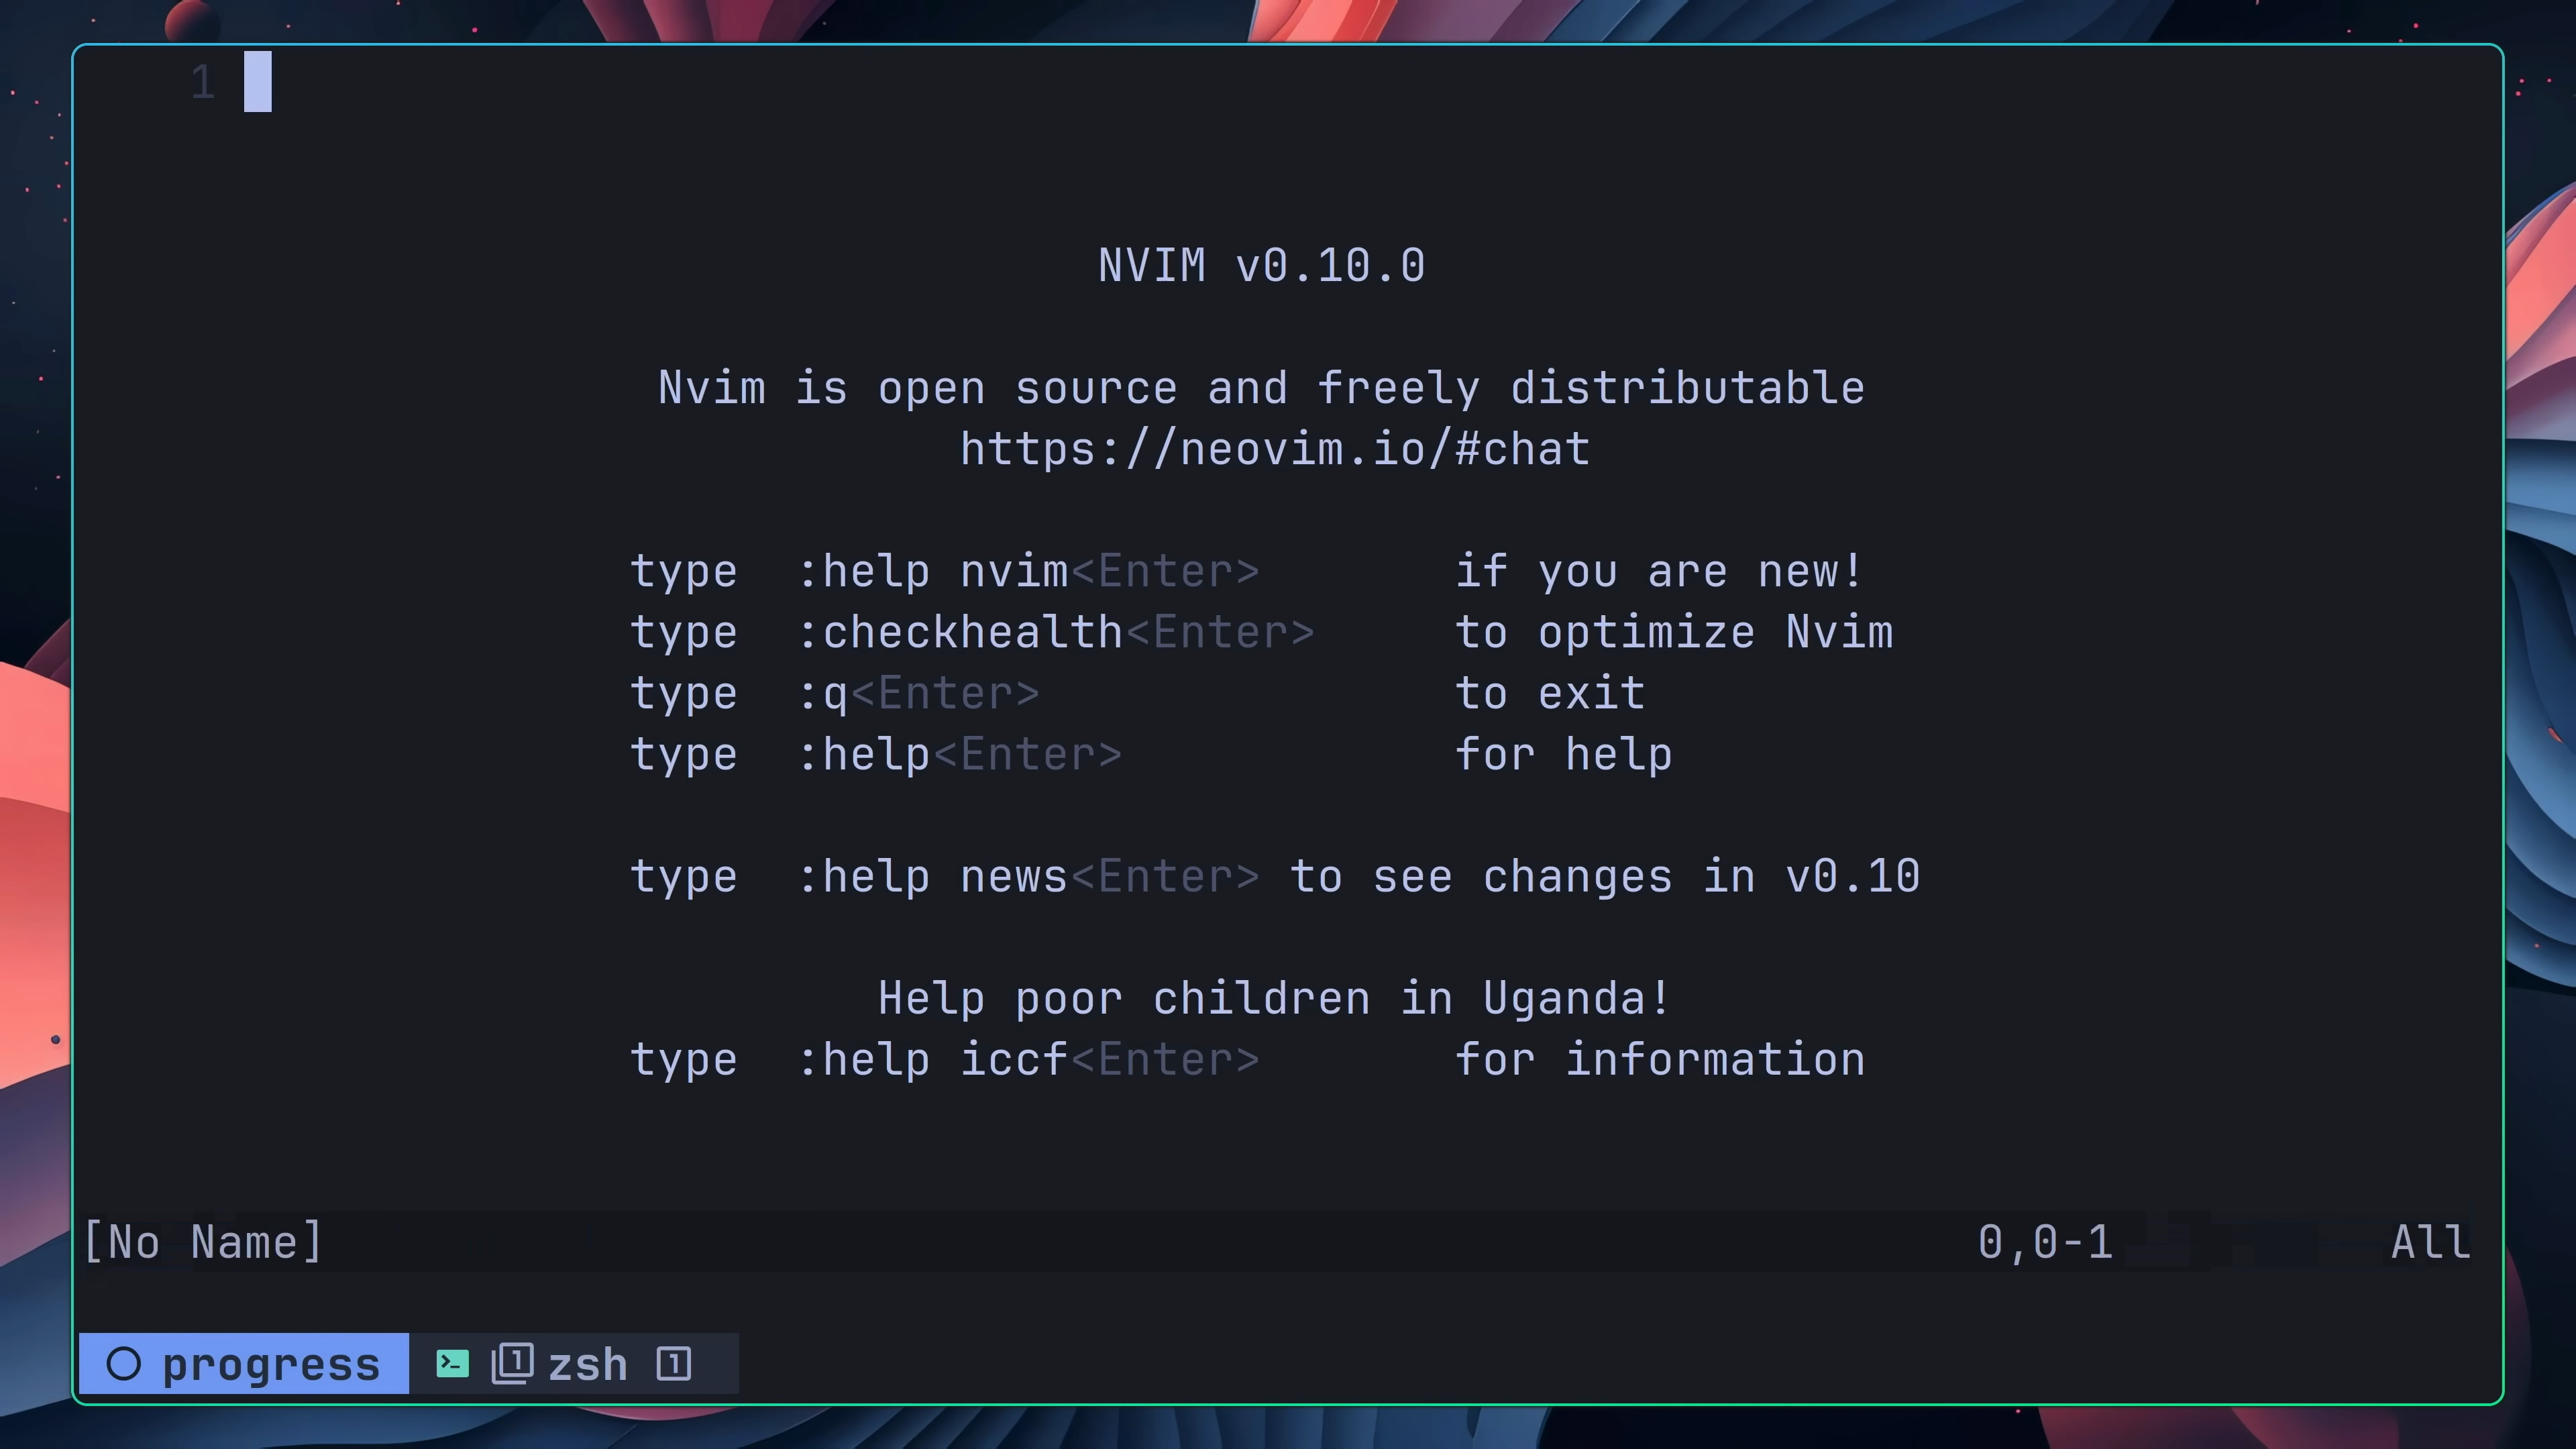 1
NVIM v0.10.0
Nvim is open source and freely distributable
https://neovim.io/#chat
type  :help nvim<Enter>       if you are new!
type  :checkhealth<Enter>     to optimize Nvim
type  :q<Enter>               to exit
type  :help<Enter>            for help
type  :help news<Enter> to see changes in v0.10
Help poor children in Uganda!
type  :help iccf<Enter>       for information
[No Name] 0,0-1 All
progress 1 zsh 1